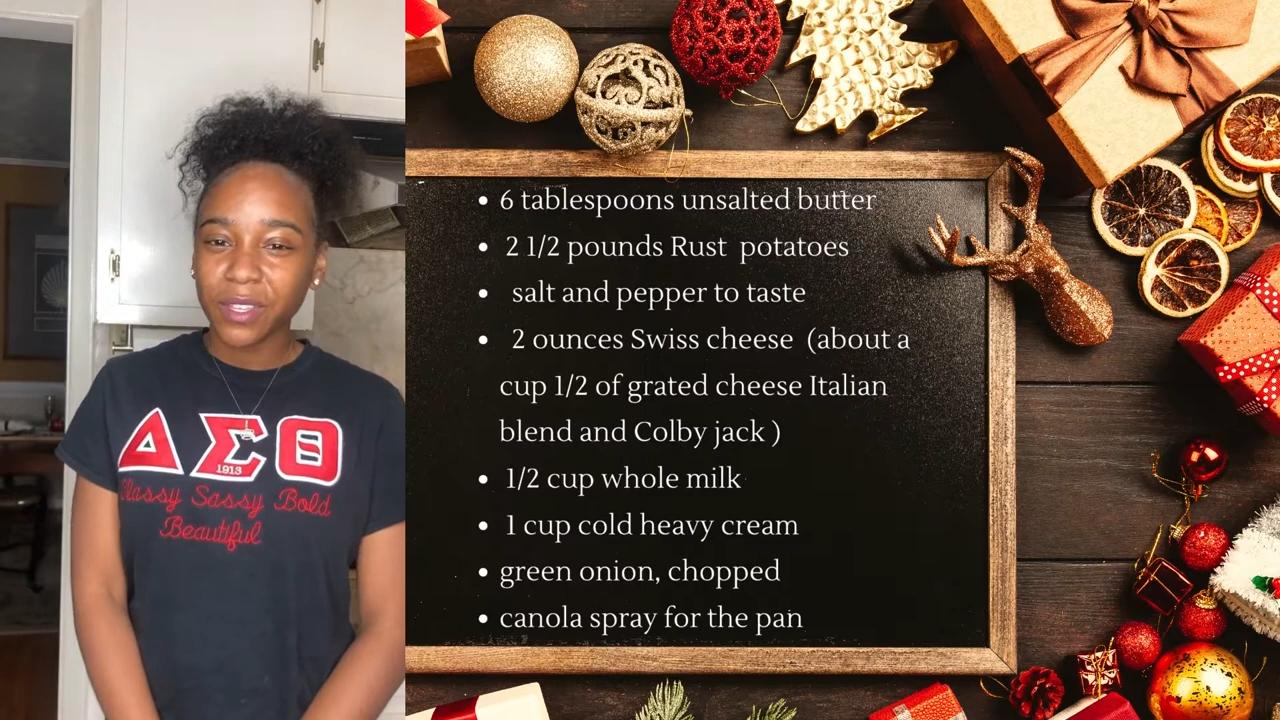 ΔΣΘ
1913
Classy Sassy Bold
Beautiful
• 6 tablespoons unsalted butter
• 2 1/2 pounds Rust potatoes
• salt and pepper to taste
• 2 ounces Swiss cheese (about a
cup 1/2 of grated cheese Italian
blend and Colby jack )
• 1/2 cup whole milk
• 1 cup cold heavy cream
• green onion, chopped
• canola spray for the pan